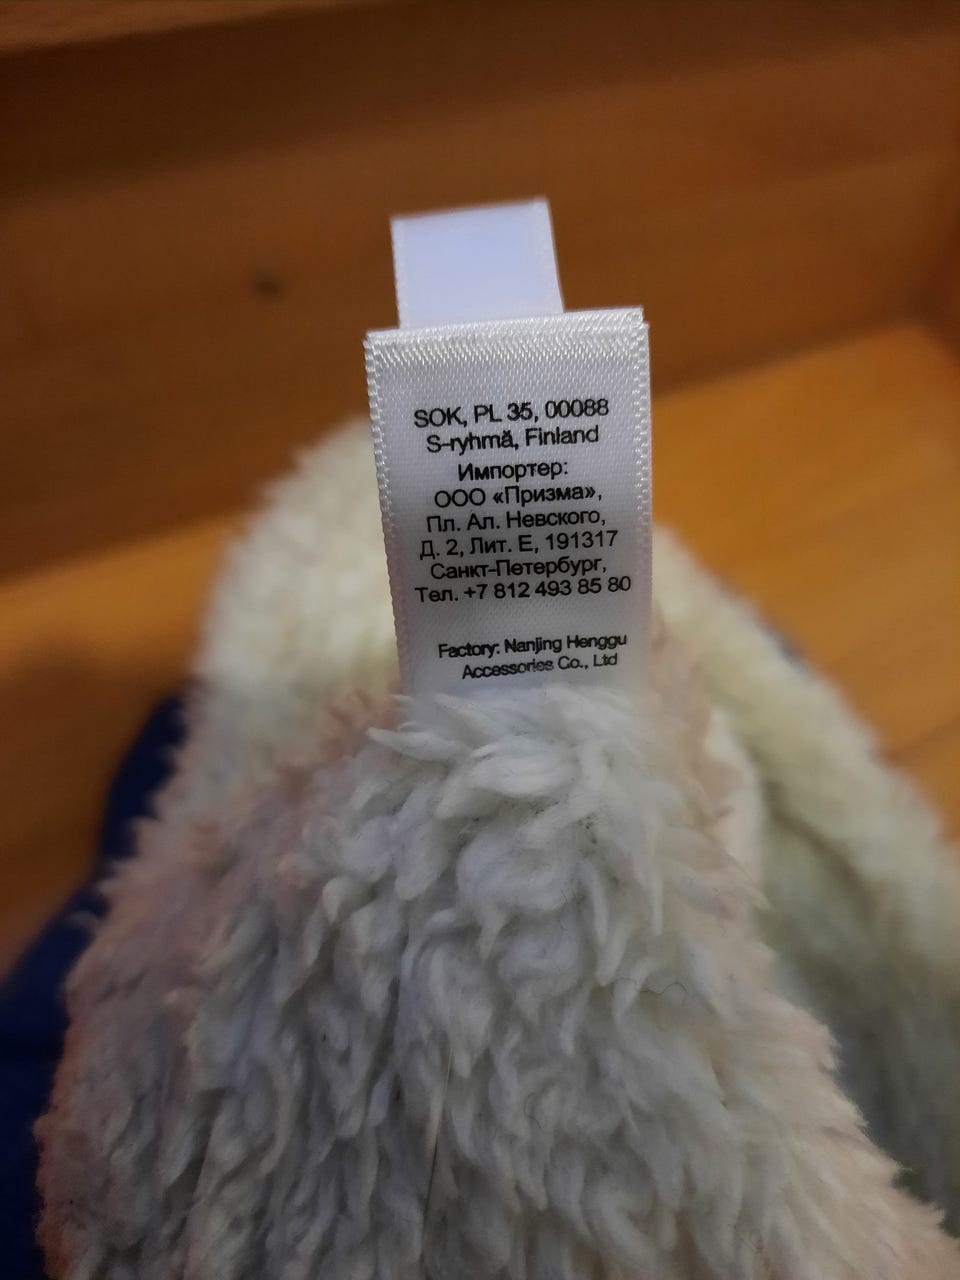 SOK, PL 35, 00088
S-ryhmä, Finland
Импортер:
ООО «Призма»,
Пл. Ал. Невского,
Д. 2, Лит. Е, 191317
Санкт-Петербург,
Тел. +7 812 493 85 80
Factory: Nanjing Henggu
Accessories Co., Ltd